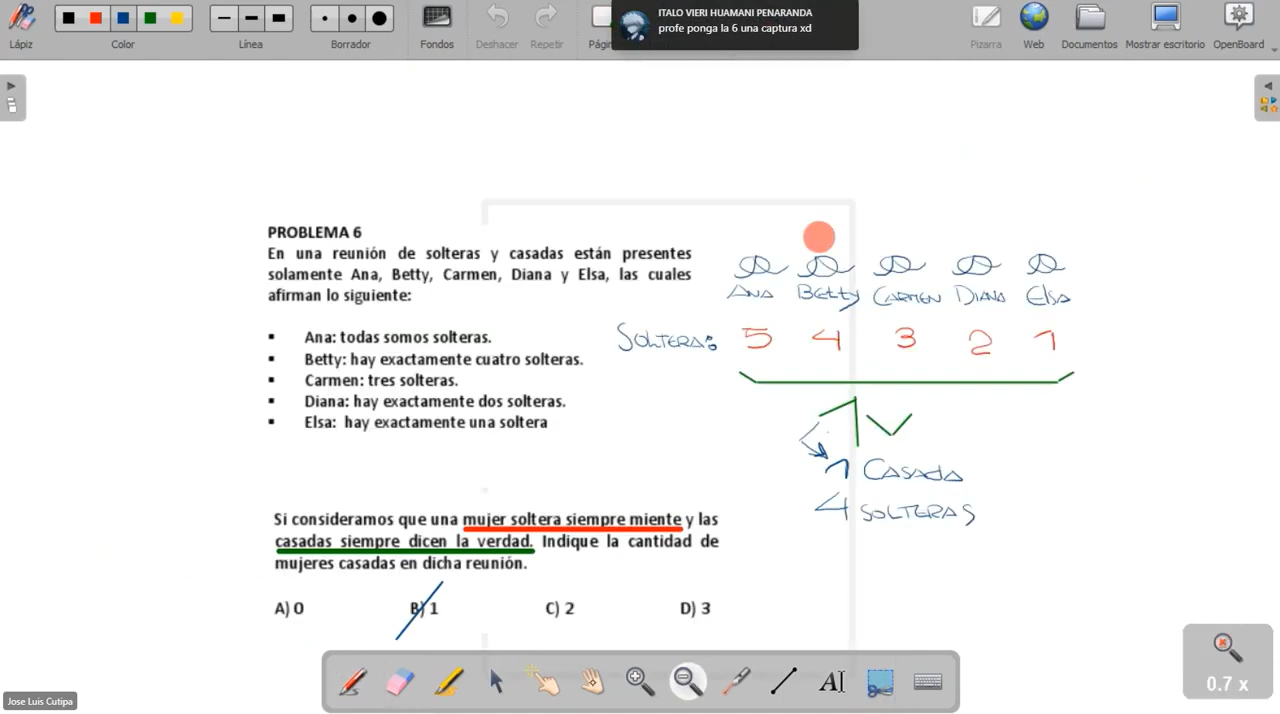 ITALO VIERI HUAMANI PENARANDA
profe ponga la 6 una captura xd
Lápiz
Color
Línea
Borrador
Fondos
Deshacer
Repetir
Pági
Pizarra
Web
Documentos
Mostrar escritorio
OpenBoard
PROBLEMA 6
En una reunión de solteras y casadas están presentes
solamente Ana, Betty, Carmen, Diana y Elsa, las cuales
afirman lo siguiente:
▪ Ana: todas somos solteras.
▪ Betty: hay exactamente cuatro solteras.
▪ Carmen: tres solteras.
▪ Diana: hay exactamente dos solteras.
▪ Elsa: hay exactamente una soltera
Si consideramos que una mujer soltera siempre miente y las
casadas siempre dicen la verdad. Indique la cantidad de
mujeres casadas en dicha reunión.
A) 0 B) 1 C) 2 D) 3
ANA BETTY CARMEN DIANA ELSA
SOLTERAS 5 4 3 2 1
1 V
1 CASADA
4 SOLTERAS
0.7 x
Jose Luis Cutipa